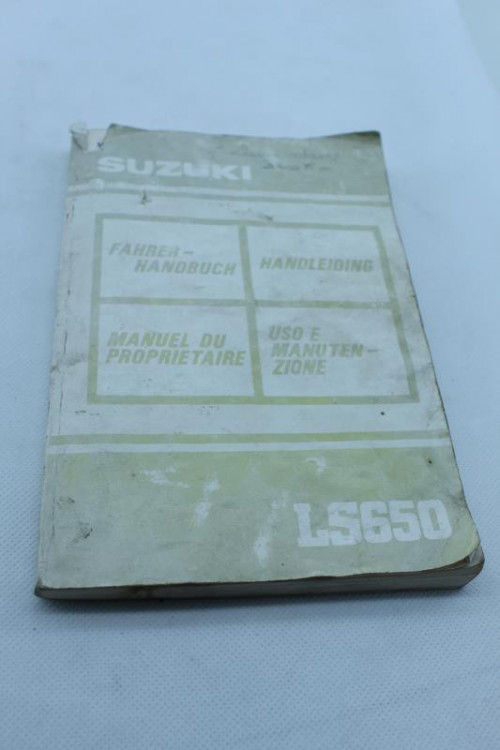 SUZUKI
FAHRER-
HANDBUCH
HANDLEIDING
MANUEL DU
PROPRIETAIRE
USO E
MANUTEN-
ZIONE
LS650